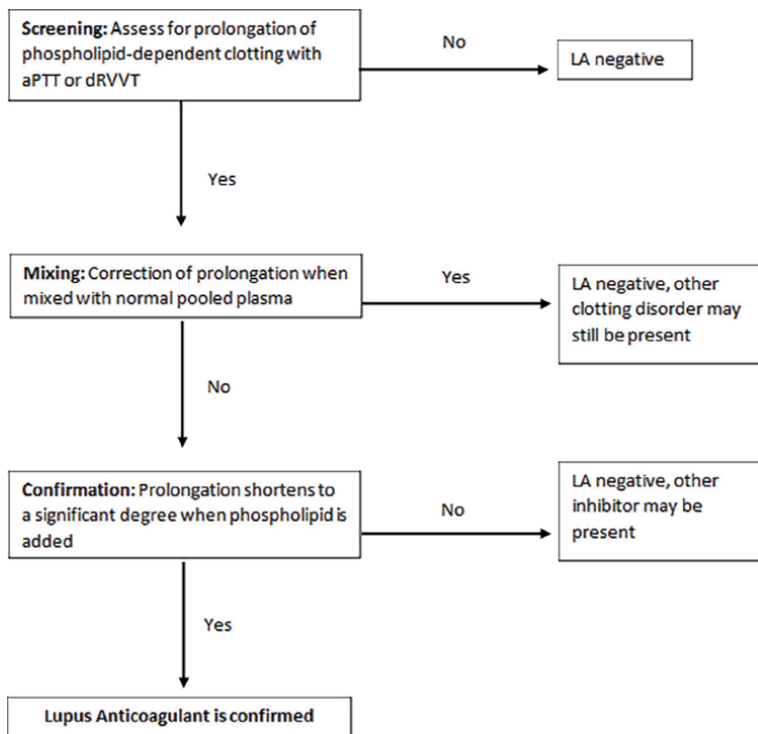 Screening: Assess for prolongation of
phospholipid-dependent clotting with
aPTT or dRVVT
No
LA negative
Yes
Mixing: Correction of prolongation when
mixed with normal pooled plasma
Yes
LA negative, other
clotting disorder may
still be present
No
Confirmation: Prolongation shortens to
a significant degree when phospholipid is
added
No
LA negative, other
inhibitor may be
present
Yes
Lupus Anticoagulant is confirmed